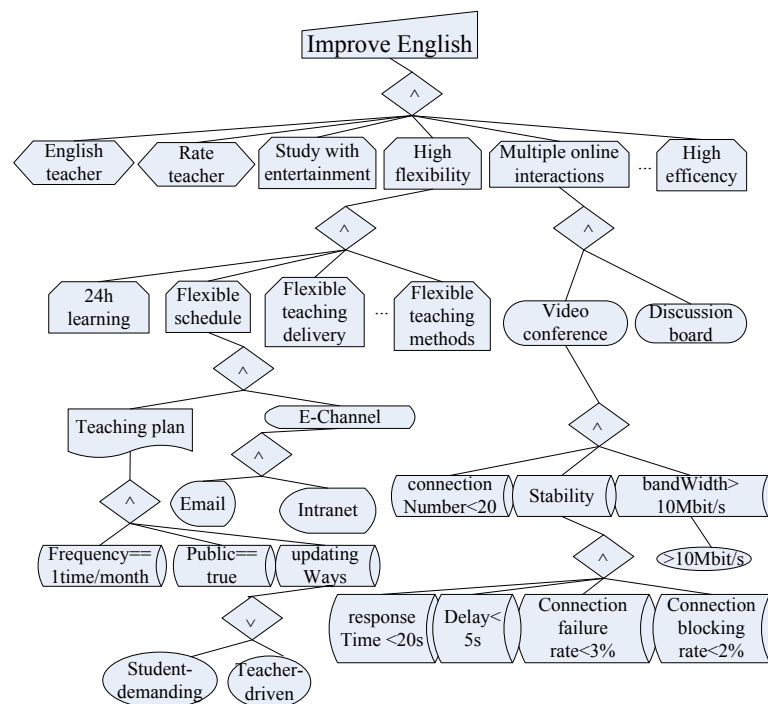 Improve English
^
English
teacher
Rate
teacher
Study with
entertainment
High
flexibility
Multiple online
interactions
...
High
efficency
^
^
24h
learning
Flexible
schedule
Flexible
teaching
delivery
...
Flexible
teaching
methods
Video
conference
Discussion
board
^
Teaching plan
E-Channel
^
^
^
Email
Intranet
connection
Number<20
Stability
bandWidth>
10Mbit/s
Frequency==
1time/month
Public==
true
updating
Ways
^
>10Mbit/s
v
response
Time <20s
Delay<
5s
Connection
failure
rate<3%
Connection
blocking
rate<2%
Student-
demanding
Teacher-
driven